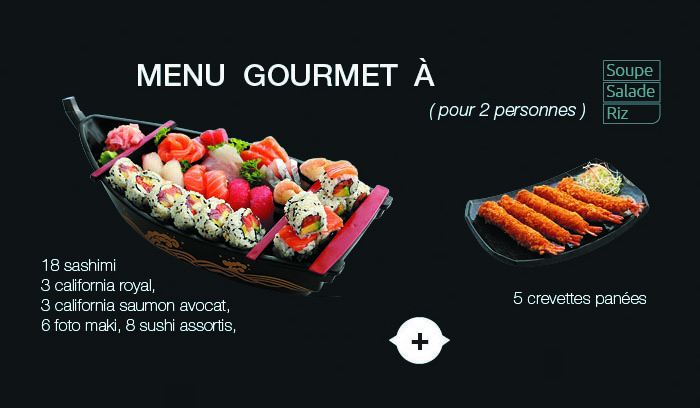 MENU GOURMET À
( pour 2 personnes )
Soupe
Salade
Riz
18 sashimi
3 california royal,
3 california saumon avocat,
6 foto maki, 8 sushi assortis,
5 crevettes panées
+